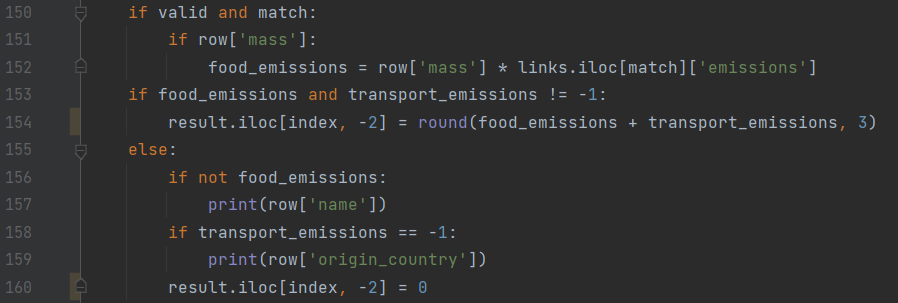 150 if valid and match:
151 if row['mass']:
152 food_emissions = row['mass'] * links.iloc[match]['emissions']
153 if food_emissions and transport_emissions != -1:
154 result.iloc[index, -2] = round(food_emissions + transport_emissions, 3)
155 else:
156 if not food_emissions:
157 print(row['name'])
158 if transport_emissions == -1:
159 print(row['origin_country'])
160 result.iloc[index, -2] = 0